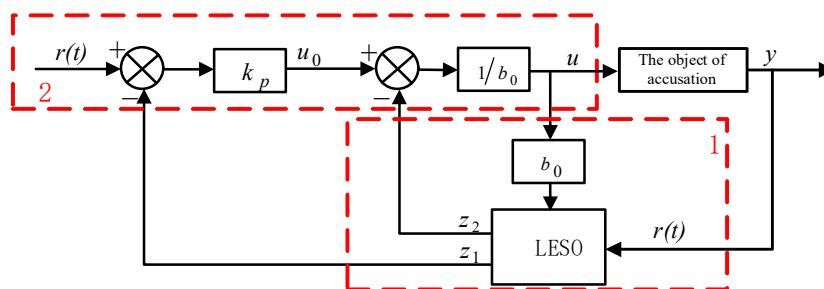 r(t)
+
−
k_p
u_0
+
−
1/b_0
u
The object of
accusation
y
2
1
b_0
z_2
z_1
LESO
r(t)